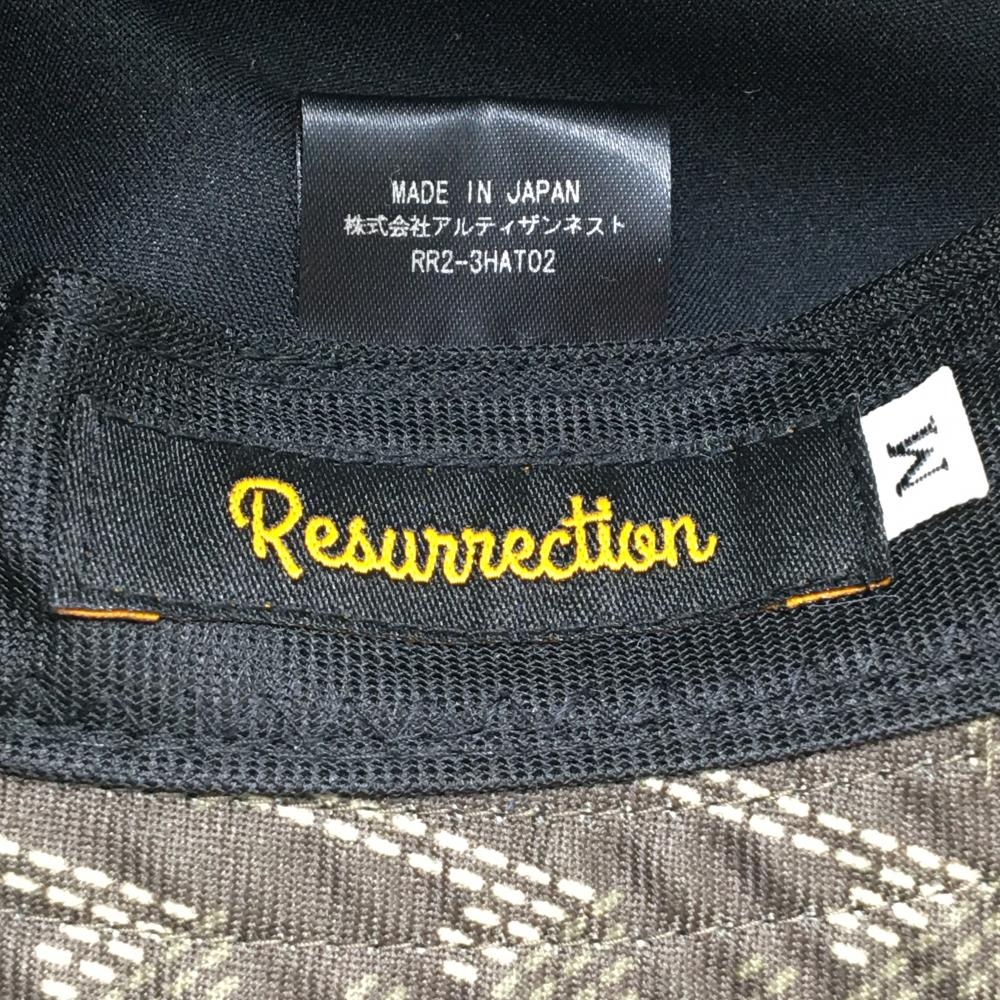 MADE IN JAPAN
株式会社アルティザンネスト
RR2-3HAT02
Resurrection
M